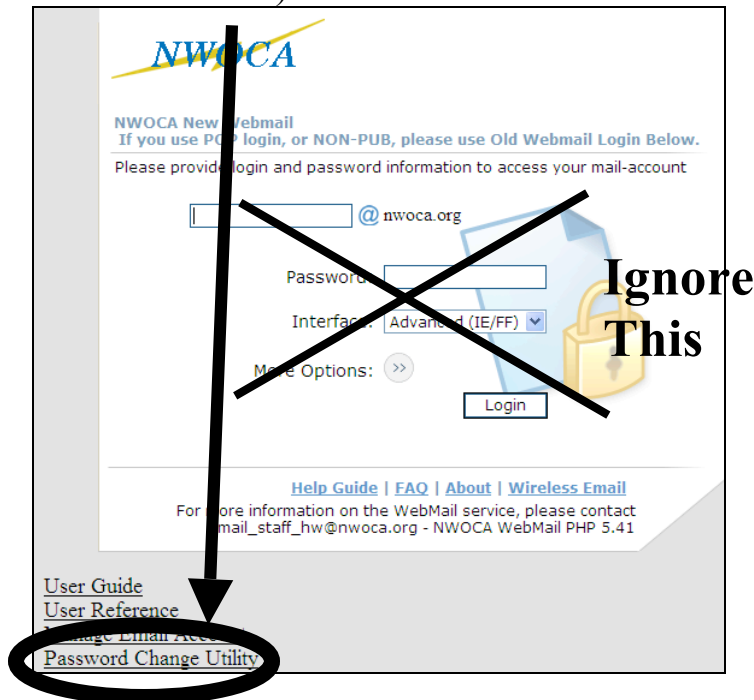 NWOCA
NWOCA New Webmail
If you use POP login, or NON-PUB, please use Old Webmail Login Below.
Please provide login and password information to access your mail-account
@ nwoca.org
Password:
Ignore
This
Interface: Advanced (IE/FF)
More Options: >>
Login
Help Guide | FAQ | About | Wireless Email
For more information on the WebMail service, please contact
email_staff_hw@nwoca.org - NWOCA WebMail PHP 5.41
User Guide
User Reference
Manage Email Account
Password Change Utility